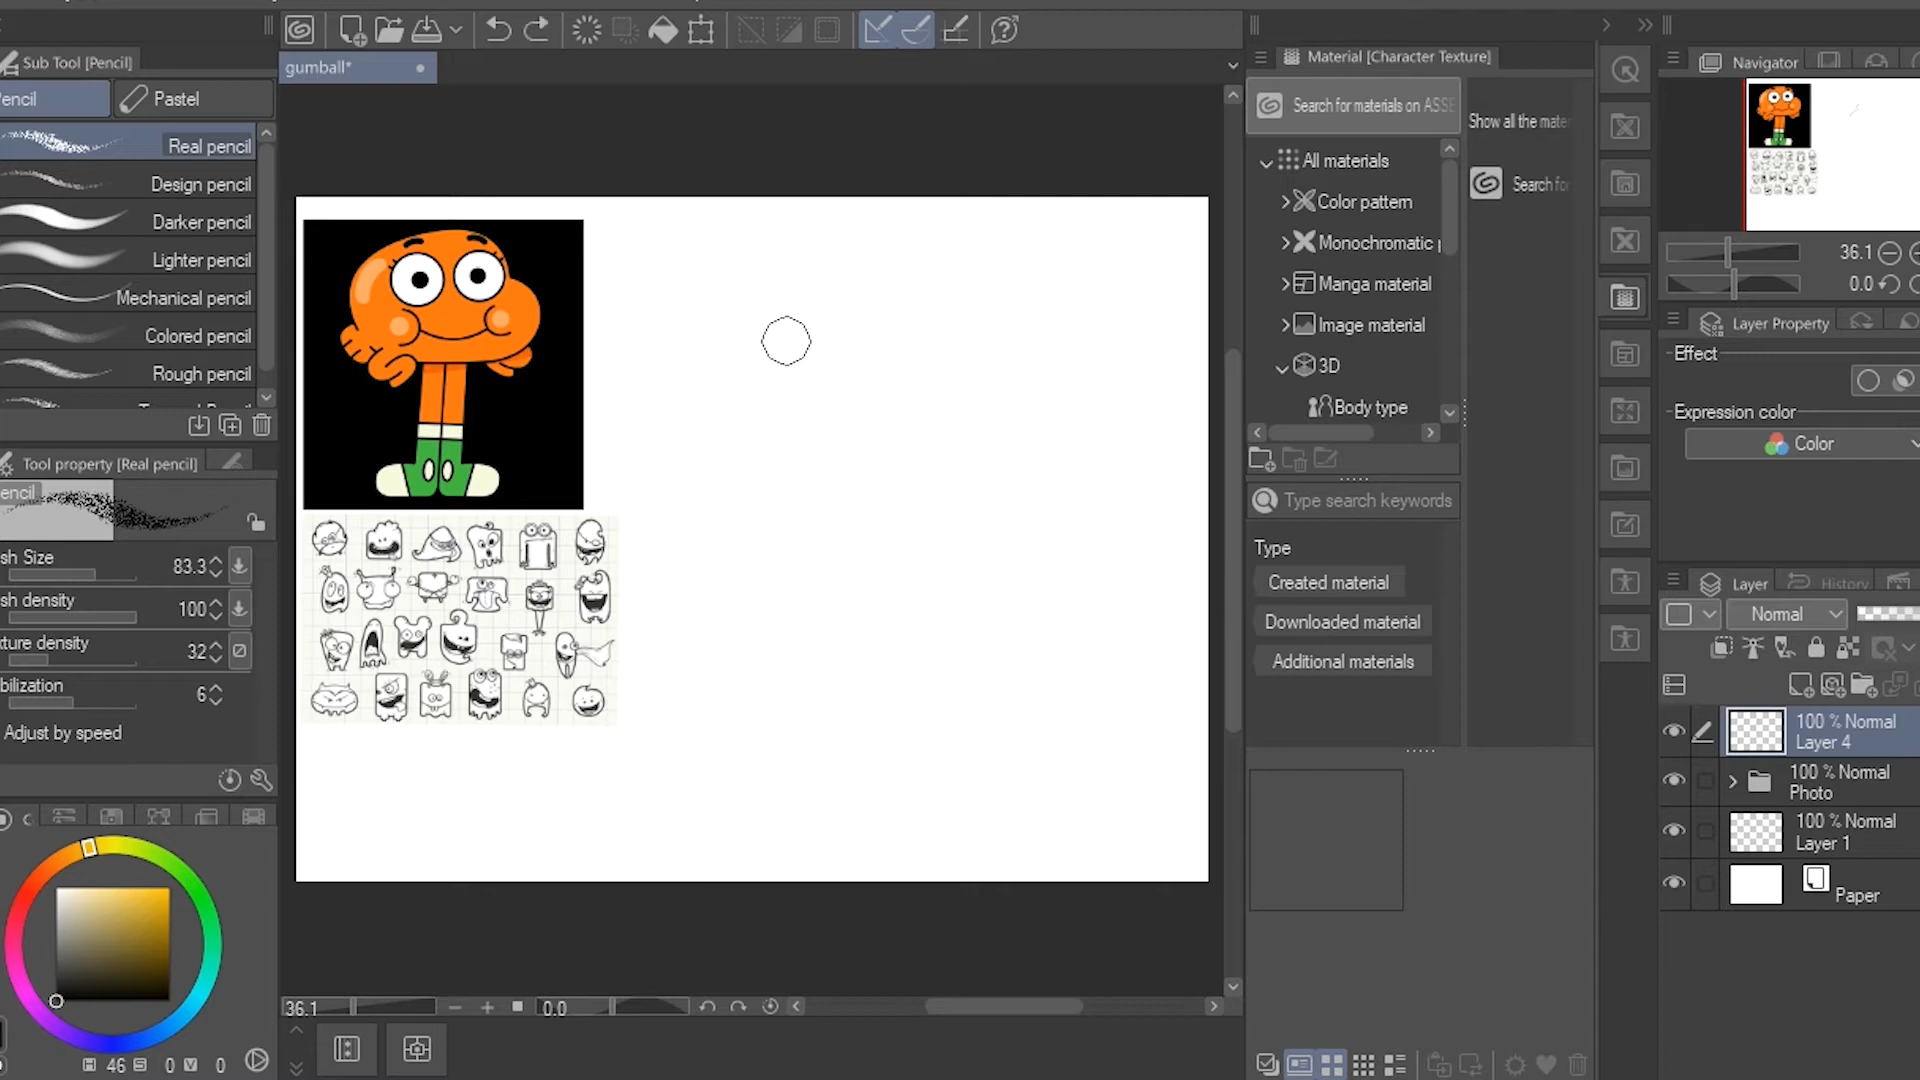 Sub Tool [Pencil]
encil
Pastel
Real pencil
Design pencil
Darker pencil
Lighter pencil
Mechanical pencil
Colored pencil
Rough pencil
Tool property [Real pencil]
encil
sh Size
83.3
sh density
100
xture density
32
bilization
6
Adjust by speed
46
0
0
gumball*
36.1
0.0
Material [Character Texture]
Search for materials on ASSE
All materials
Color pattern
Monochromatic
Manga material
Image material
3D
Body type
Type search keywords
Type
Created material
Downloaded material
Additional materials
Show all the mate
Search fo
Navigator
36.1
0.0
Layer Property
Effect
Expression color
Color
Layer
History
Normal
100 % Normal
Layer 4
100 % Normal
Photo
100 % Normal
Layer 1
Paper